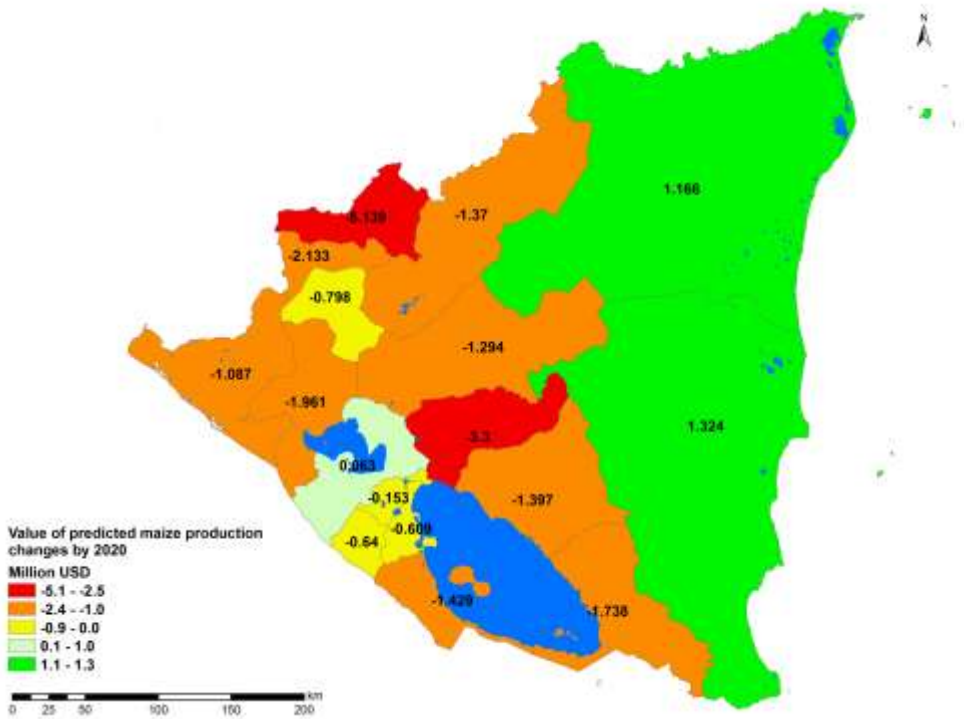 N
1.166
-5.139
-1.37
-2.133
-0.798
-1.294
-1.087
-1.961
1.324
-3.3
0.063
-0.153
-1.397
-0.609
-0.64
-1.429
-1.738
Value of predicted maize production
changes by 2020
Million USD
-5.1 - -2.5
-2.4 - -1.0
-0.9 - 0.0
0.1 - 1.0
1.1 - 1.3
km
0 25 50 100 150 200